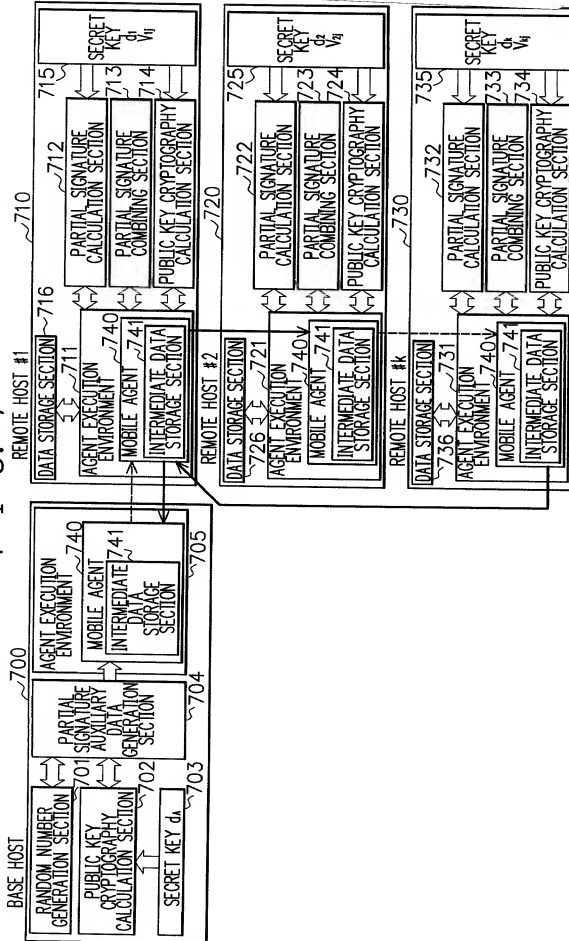 BASE HOST
700
RANDOM NUMBER
GENERATION SECTION
701
PUBLIC KEY
CRYPTOGRAPHY
CALCULATION SECTION
702
SECRET KEY dA
703
PARTIAL
SIGNATURE
AUXILIARY
DATA
GENERATION
SECTION
704
AGENT EXECUTION
ENVIRONMENT
740
MOBILE AGENT
741
INTERMEDIATE
DATA
STORAGE
SECTION
705
REMOTE HOST #1
710
DATA STORAGE SECTION
716
711
AGENT EXECUTION
ENVIRONMENT
740
MOBILE AGENT
741
INTERMEDIATE DATA
STORAGE SECTION
712
PARTIAL SIGNATURE
CALCULATION SECTION
713
PARTIAL SIGNATURE
COMBINING SECTION
714
PUBLIC KEY CRYPTOGRAPHY
CALCULATION SECTION
715
SECRET
KEY
d1
V1j
REMOTE HOST #2
720
DATA STORAGE SECTION
726
721
AGENT EXECUTION
ENVIRONMENT
740
MOBILE AGENT
741
INTERMEDIATE DATA
STORAGE SECTION
722
PARTIAL SIGNATURE
CALCULATION SECTION
723
PARTIAL SIGNATURE
COMBINING SECTION
724
PUBLIC KEY CRYPTOGRAPHY
CALCULATION SECTION
725
SECRET
KEY
d2
V2j
REMOTE HOST #k
730
DATA STORAGE SECTION
736
731
AGENT EXECUTION
ENVIRONMENT
740
MOBILE AGENT
741
INTERMEDIATE DATA
STORAGE SECTION
732
PARTIAL SIGNATURE
CALCULATION SECTION
733
PARTIAL SIGNATURE
COMBINING SECTION
734
PUBLIC KEY CRYPTOGRAPHY
CALCULATION SECTION
735
SECRET
KEY
dk
Vkj